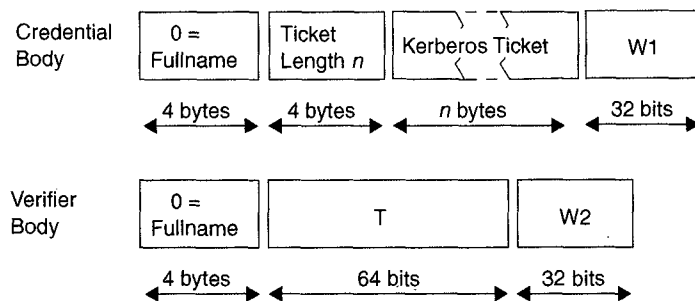 Credential
Body
0 =
Fullname
Ticket
Length n
Kerberos Ticket
W1
4 bytes
4 bytes
n bytes
32 bits
Verifier
Body
0 =
Fullname
T
W2
4 bytes
64 bits
32 bits